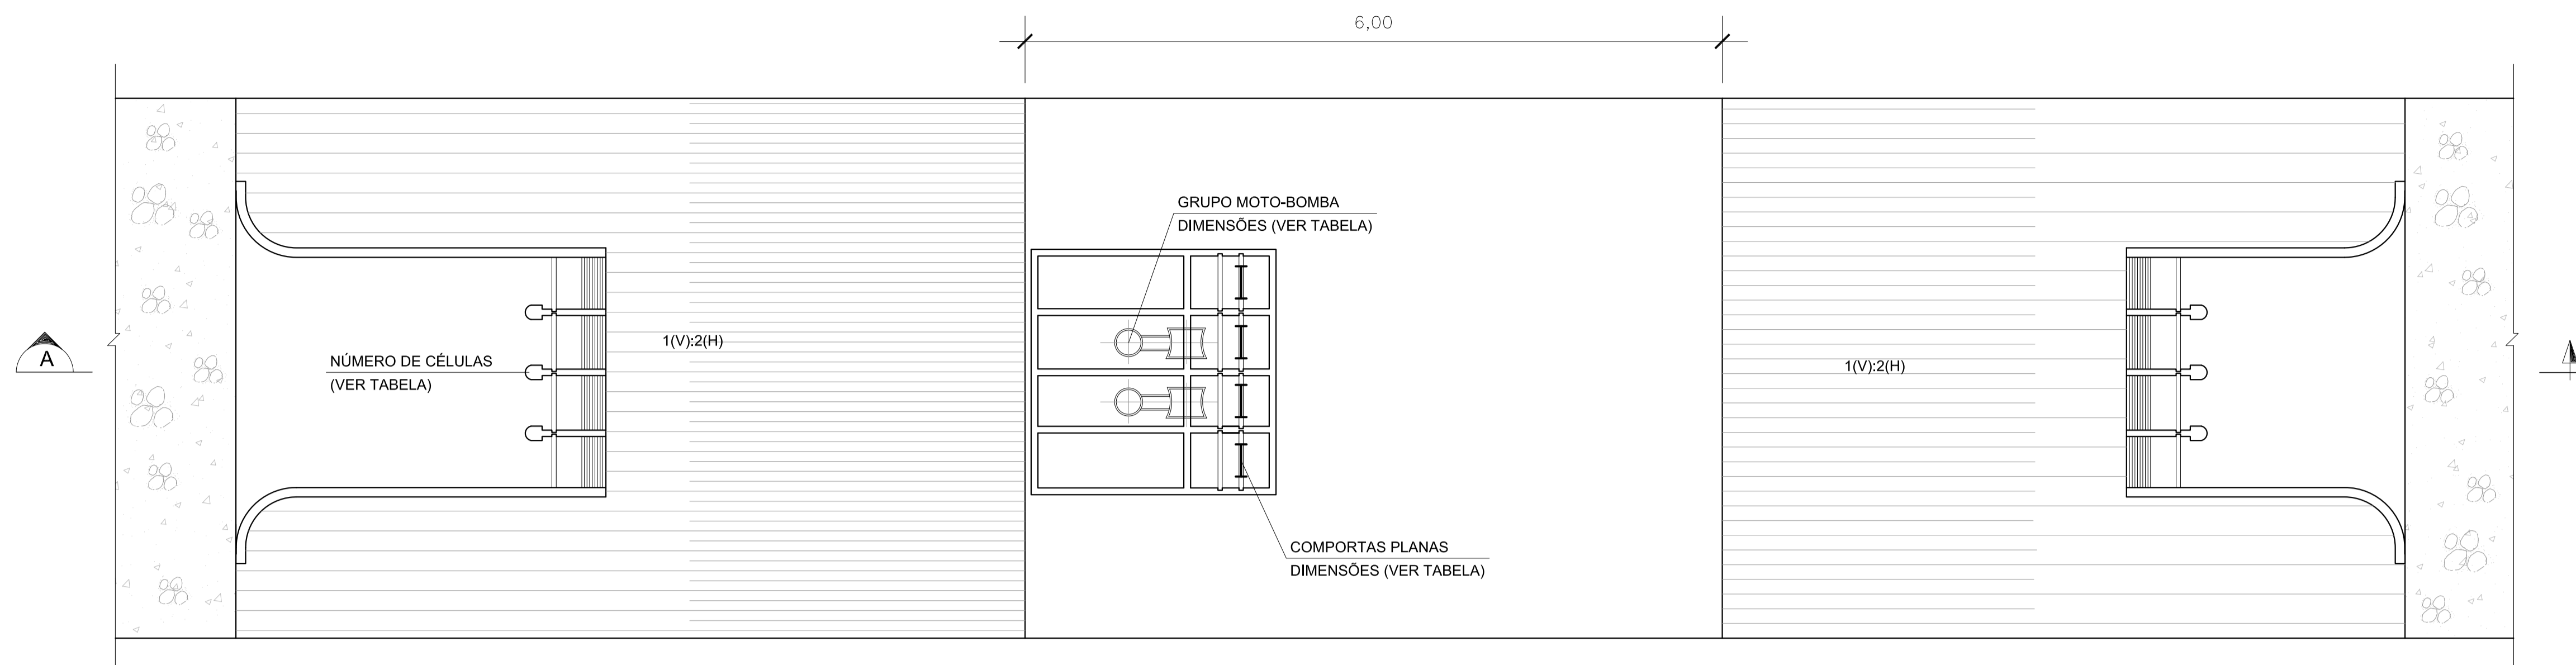 6,00
GRUPO MOTO-BOMBA
DIMENSÕES (VER TABELA)
1(V):2(H)
A
NÚMERO DE CÉLULAS
(VER TABELA)
1(V):2(H)
COMPORTAS PLANAS
DIMENSÕES (VER TABELA)